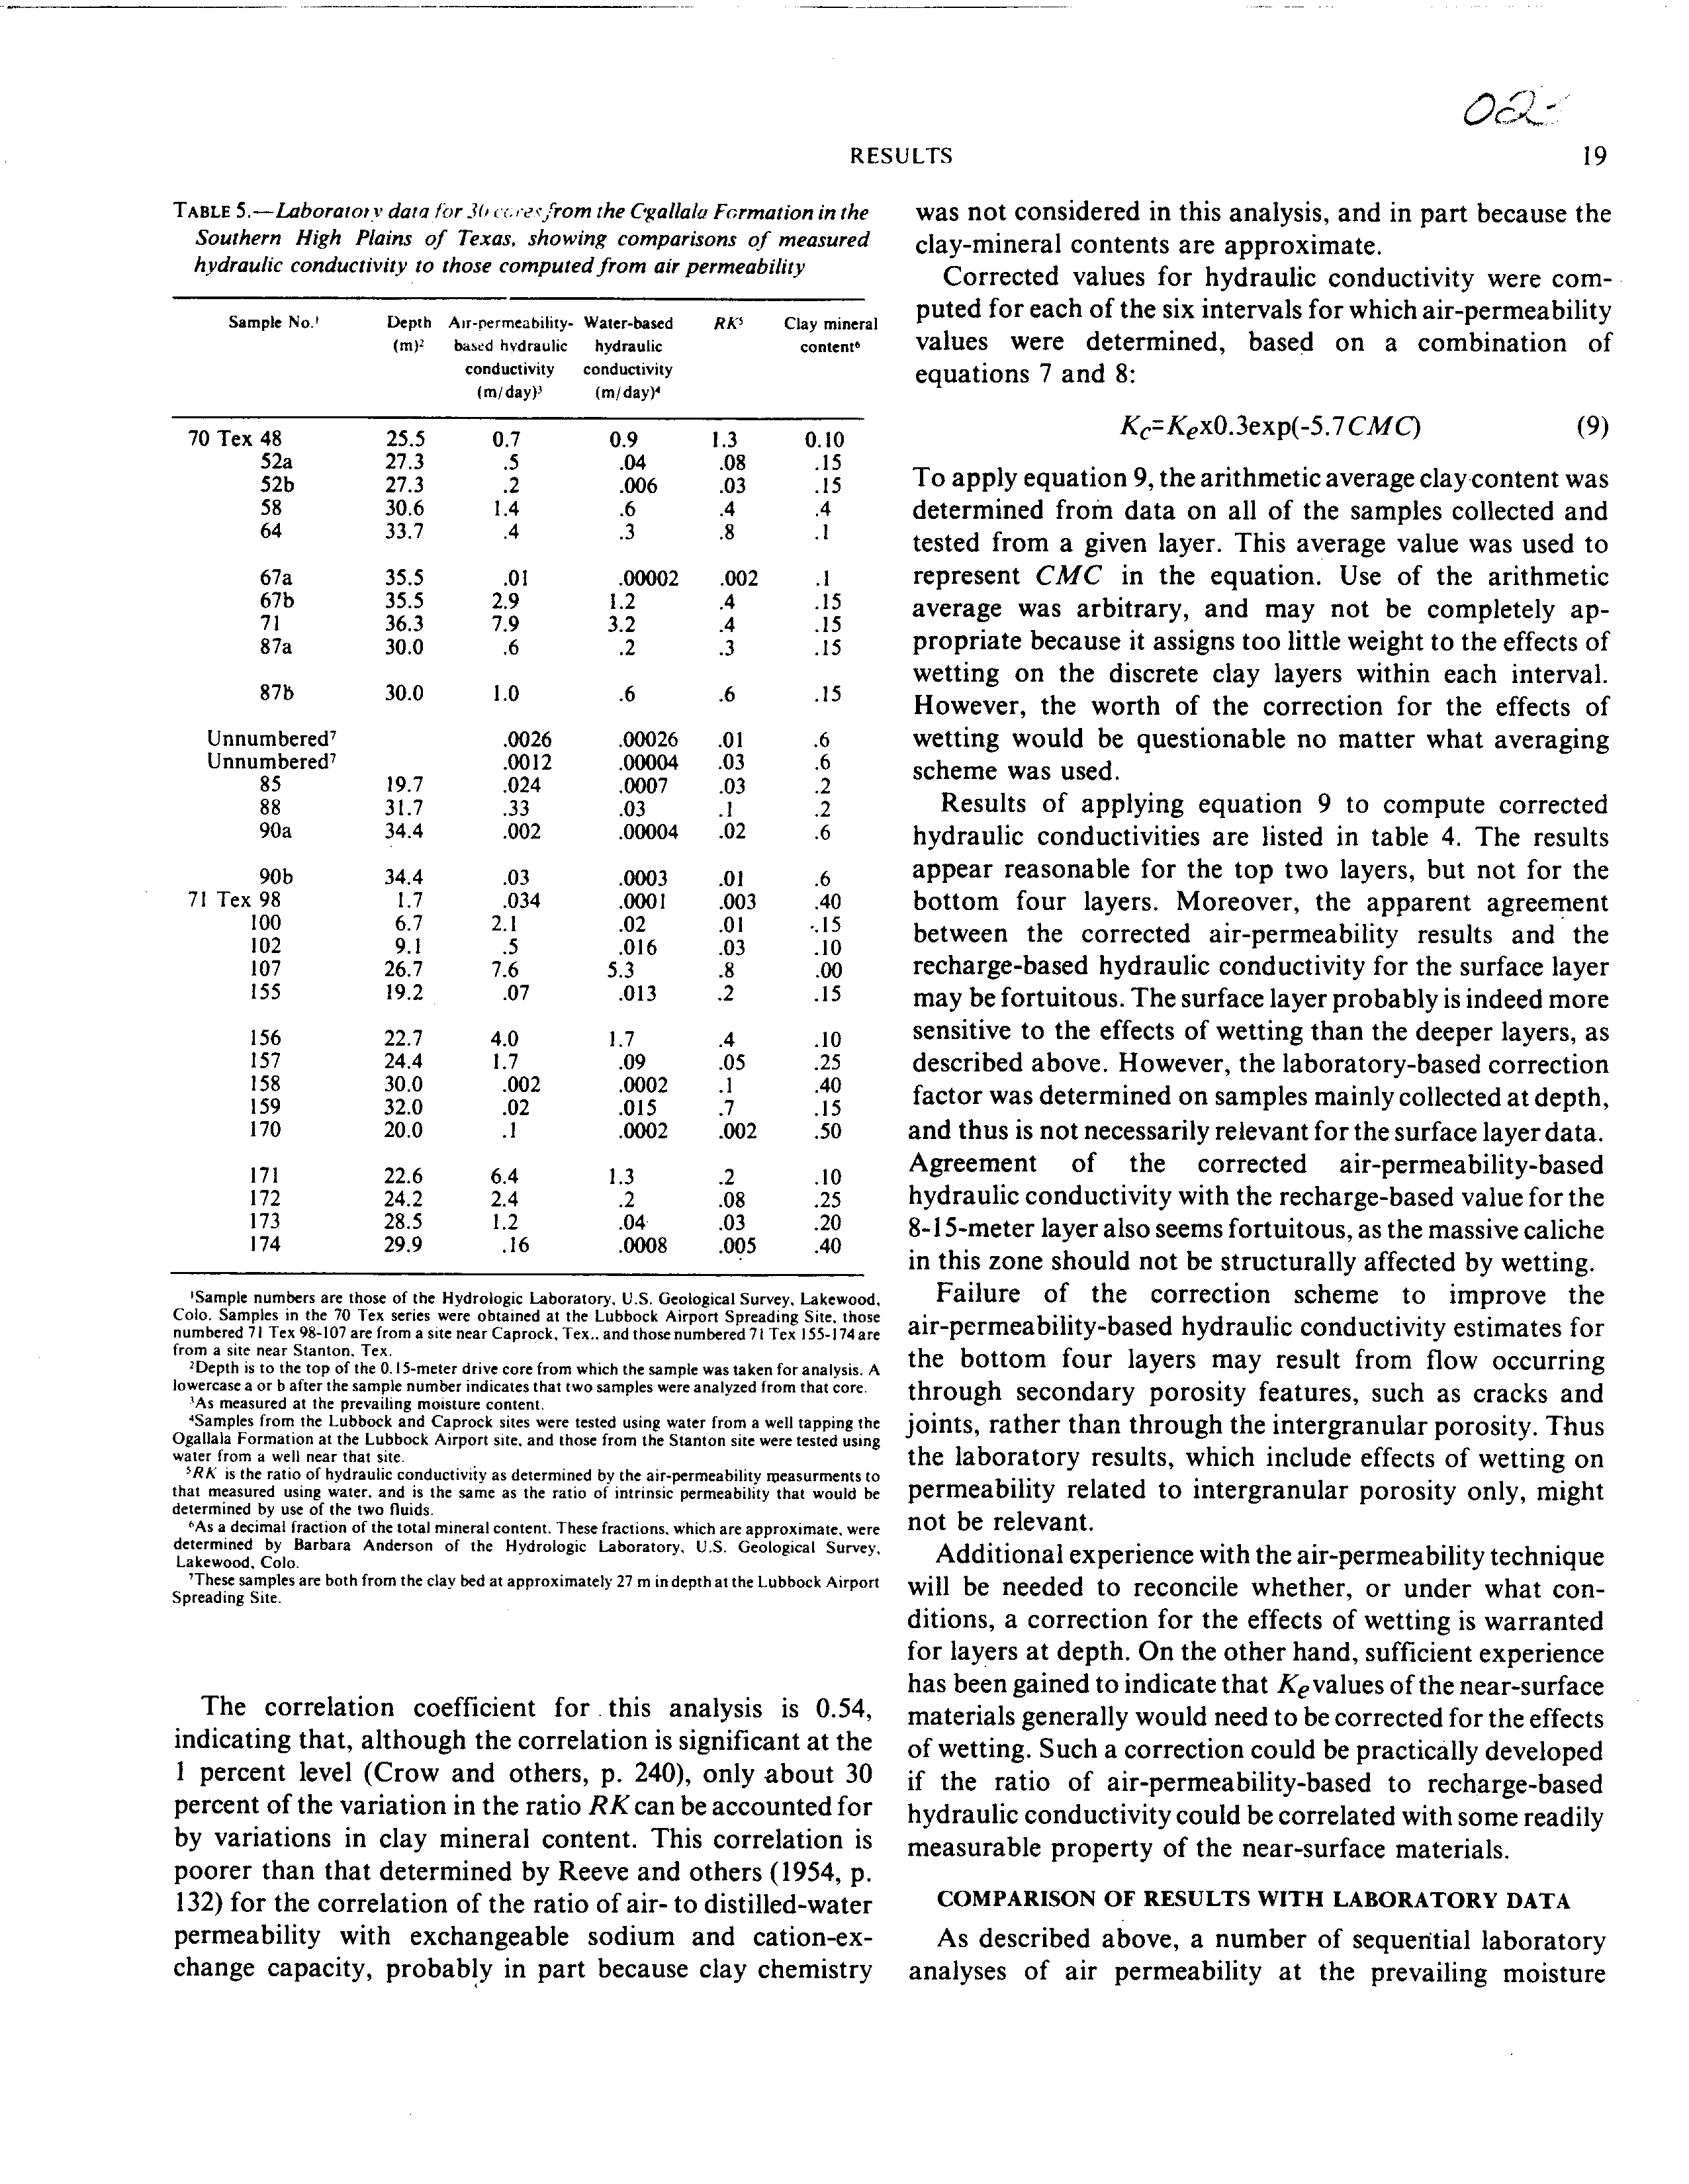 RESULTS
19
TABLE 5.—Laboratory data for 30 cores from the Ogallala Formation in the
Southern High Plains of Texas, showing comparisons of measured
hydraulic conductivity to those computed from air permeability
Sample No.¹ Depth Air-permeability- Water-based RK⁵ Clay mineral
(m)² based hydraulic hydraulic content⁶
conductivity conductivity
(m/day)³ (m/day)⁴
70 Tex 48 25.5 0.7 0.9 1.3 0.10
52a 27.3 .5 .04 .08 .15
52b 27.3 .2 .006 .03 .15
58 30.6 1.4 .6 .4 .4
64 33.7 .4 .3 .8 .1
67a 35.5 .01 .00002 .002 .1
67b 35.5 2.9 1.2 .4 .15
71 36.3 7.9 3.2 .4 .15
87a 30.0 .6 .2 .3 .15
87b 30.0 1.0 .6 .6 .15
Unnumbered⁷ .0026 .00026 .01 .6
Unnumbered⁷ .0012 .00004 .03 .6
85 19.7 .024 .0007 .03 .2
88 31.7 .33 .03 .1 .2
90a 34.4 .002 .00004 .02 .6
90b 34.4 .03 .0003 .01 .6
71 Tex 98 1.7 .034 .0001 .003 .40
100 6.7 2.1 .02 .01 .15
102 9.1 .5 .016 .03 .10
107 26.7 7.6 5.3 .8 .00
155 19.2 .07 .013 .2 .15
156 22.7 4.0 1.7 .4 .10
157 24.4 1.7 .09 .05 .25
158 30.0 .002 .0002 .1 .40
159 32.0 .02 .015 .7 .15
170 20.0 .1 .0002 .002 .50
171 22.6 6.4 1.3 .2 .10
172 24.2 2.4 .2 .08 .25
173 28.5 1.2 .04 .03 .20
174 29.9 .16 .0008 .005 .40
¹Sample numbers are those of the Hydrologic Laboratory, U.S. Geological Survey, Lakewood,
Colo. Samples in the 70 Tex series were obtained at the Lubbock Airport Spreading Site, those
numbered 71 Tex 98-107 are from a site near Caprock, Tex., and those numbered 71 Tex 155-174 are
from a site near Stanton, Tex.
²Depth is to the top of the 0.15-meter drive core from which the sample was taken for analysis. A
lowercase a or b after the sample number indicates that two samples were analyzed from that core.
³As measured at the prevailing moisture content.
⁴Samples from the Lubbock and Caprock sites were tested using water from a well tapping the
Ogallala Formation at the Lubbock Airport site, and those from the Stanton site were tested using
water from a well near that site.
⁵RK is the ratio of hydraulic conductivity as determined by the air-permeability measurments to
that measured using water, and is the same as the ratio of intrinsic permeability that would be
determined by use of the two fluids.
⁶As a decimal fraction of the total mineral content. These fractions, which are approximate, were
determined by Barbara Anderson of the Hydrologic Laboratory, U.S. Geological Survey,
Lakewood, Colo.
⁷These samples are both from the clay bed at approximately 27 m in depth at the Lubbock Airport
Spreading Site.
The correlation coefficient for this analysis is 0.54,
indicating that, although the correlation is significant at the
1 percent level (Crow and others, p. 240), only about 30
percent of the variation in the ratio RK can be accounted for
by variations in clay mineral content. This correlation is
poorer than that determined by Reeve and others (1954, p.
132) for the correlation of the ratio of air- to distilled-water
permeability with exchangeable sodium and cation-ex-
change capacity, probably in part because clay chemistry
was not considered in this analysis, and in part because the
clay-mineral contents are approximate.
Corrected values for hydraulic conductivity were com-
puted for each of the six intervals for which air-permeability
values were determined, based on a combination of
equations 7 and 8:
Kc=Kex0.3exp(-5.7CMC) (9)
To apply equation 9, the arithmetic average clay content was
determined from data on all of the samples collected and
tested from a given layer. This average value was used to
represent CMC in the equation. Use of the arithmetic
average was arbitrary, and may not be completely ap-
propriate because it assigns too little weight to the effects of
wetting on the discrete clay layers within each interval.
However, the worth of the correction for the effects of
wetting would be questionable no matter what averaging
scheme was used.
Results of applying equation 9 to compute corrected
hydraulic conductivities are listed in table 4. The results
appear reasonable for the top two layers, but not for the
bottom four layers. Moreover, the apparent agreement
between the corrected air-permeability results and the
recharge-based hydraulic conductivity for the surface layer
may be fortuitous. The surface layer probably is indeed more
sensitive to the effects of wetting than the deeper layers, as
described above. However, the laboratory-based correction
factor was determined on samples mainly collected at depth,
and thus is not necessarily relevant for the surface layer data.
Agreement of the corrected air-permeability-based
hydraulic conductivity with the recharge-based value for the
8-15-meter layer also seems fortuitous, as the massive caliche
in this zone should not be structurally affected by wetting.
Failure of the correction scheme to improve the
air-permeability-based hydraulic conductivity estimates for
the bottom four layers may result from flow occurring
through secondary porosity features, such as cracks and
joints, rather than through the intergranular porosity. Thus
the laboratory results, which include effects of wetting on
permeability related to intergranular porosity only, might
not be relevant.
Additional experience with the air-permeability technique
will be needed to reconcile whether, or under what con-
ditions, a correction for the effects of wetting is warranted
for layers at depth. On the other hand, sufficient experience
has been gained to indicate that Ke values of the near-surface
materials generally would need to be corrected for the effects
of wetting. Such a correction could be practically developed
if the ratio of air-permeability-based to recharge-based
hydraulic conductivity could be correlated with some readily
measurable property of the near-surface materials.
COMPARISON OF RESULTS WITH LABORATORY DATA
As described above, a number of sequential laboratory
analyses of air permeability at the prevailing moisture